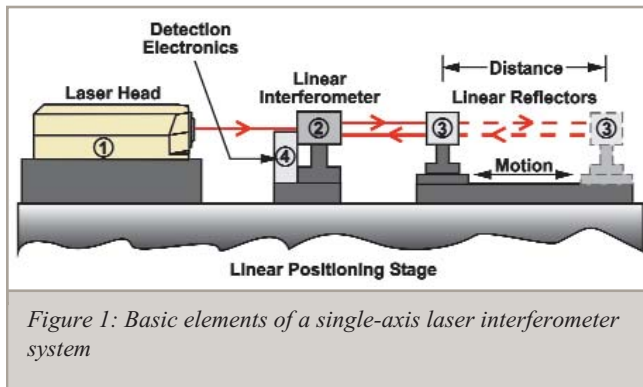 Detection
Electronics
Laser Head
Linear
Interferometer
Distance
Linear Reflectors
①
②
③
③
④
Motion
Linear Positioning Stage
Figure 1: Basic elements of a single-axis laser interferometer
system